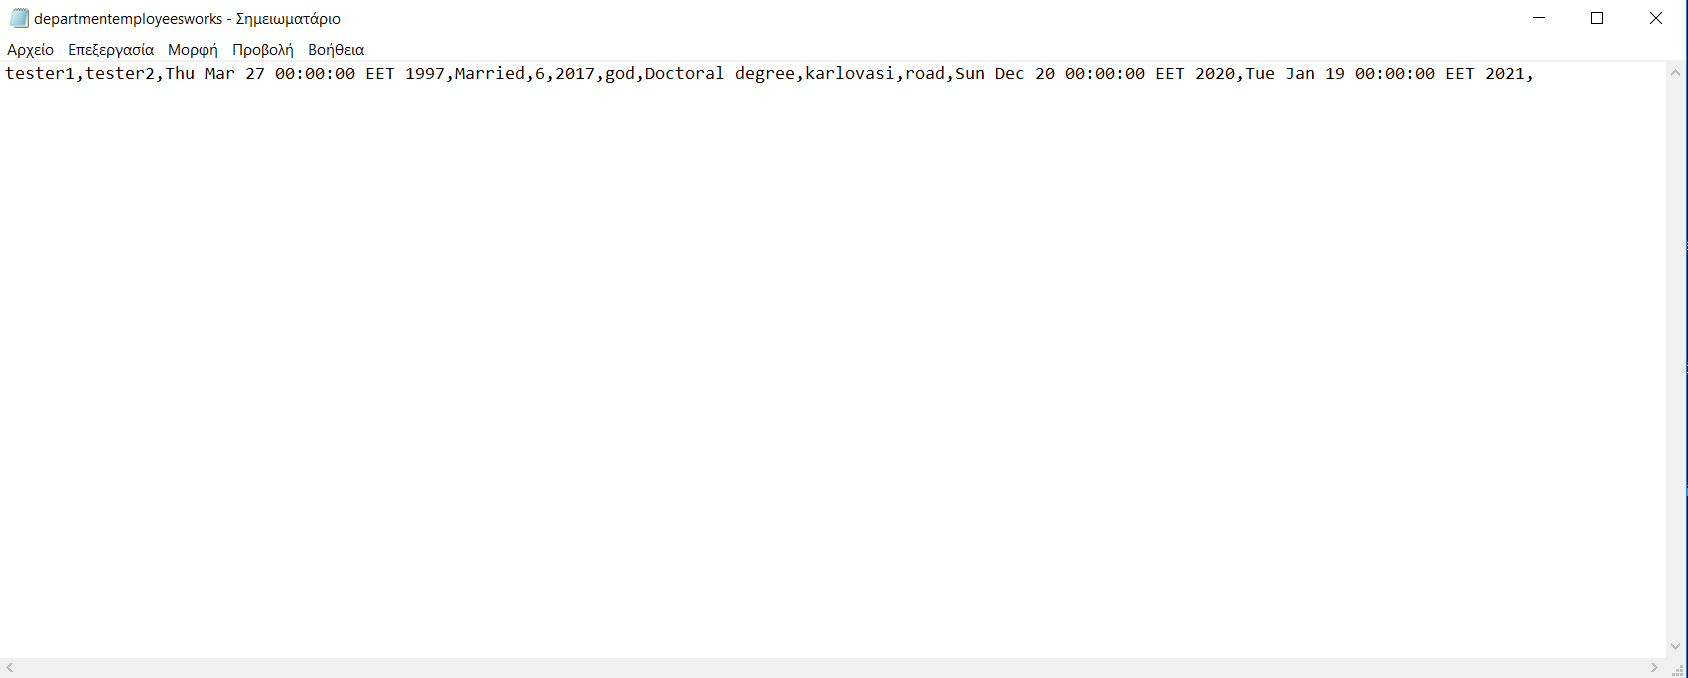 departmentemployeesworks - Σημειωματάριο
Αρχείο Επεξεργασία Μορφή Προβολή Βοήθεια
tester1,tester2,Thu Mar 27 00:00:00 EET 1997,Married,6,2017,god,Doctoral degree,karlovasi,road,Sun Dec 20 00:00:00 EET 2020,Tue Jan 19 00:00:00 EET 2021,